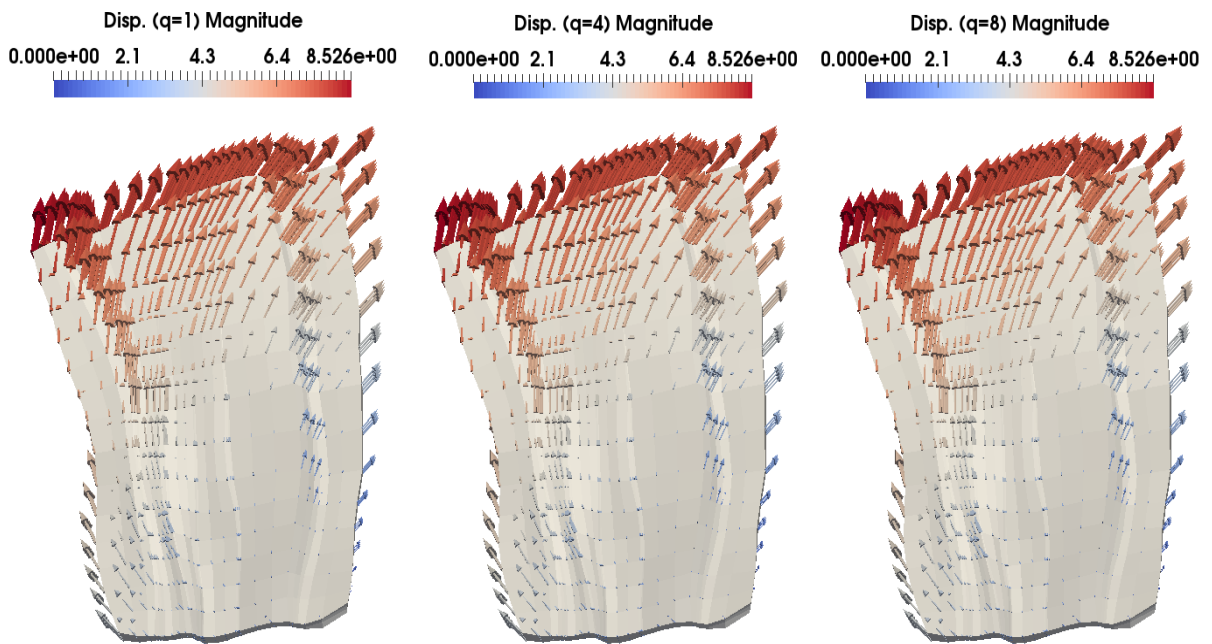 Disp. (q=1) Magnitude
0.000e+00 2.1 4.3 6.4 8.526e+00
Disp. (q=4) Magnitude
0.000e+00 2.1 4.3 6.4 8.526e+00
Disp. (q=8) Magnitude
0.000e+00 2.1 4.3 6.4 8.526e+00